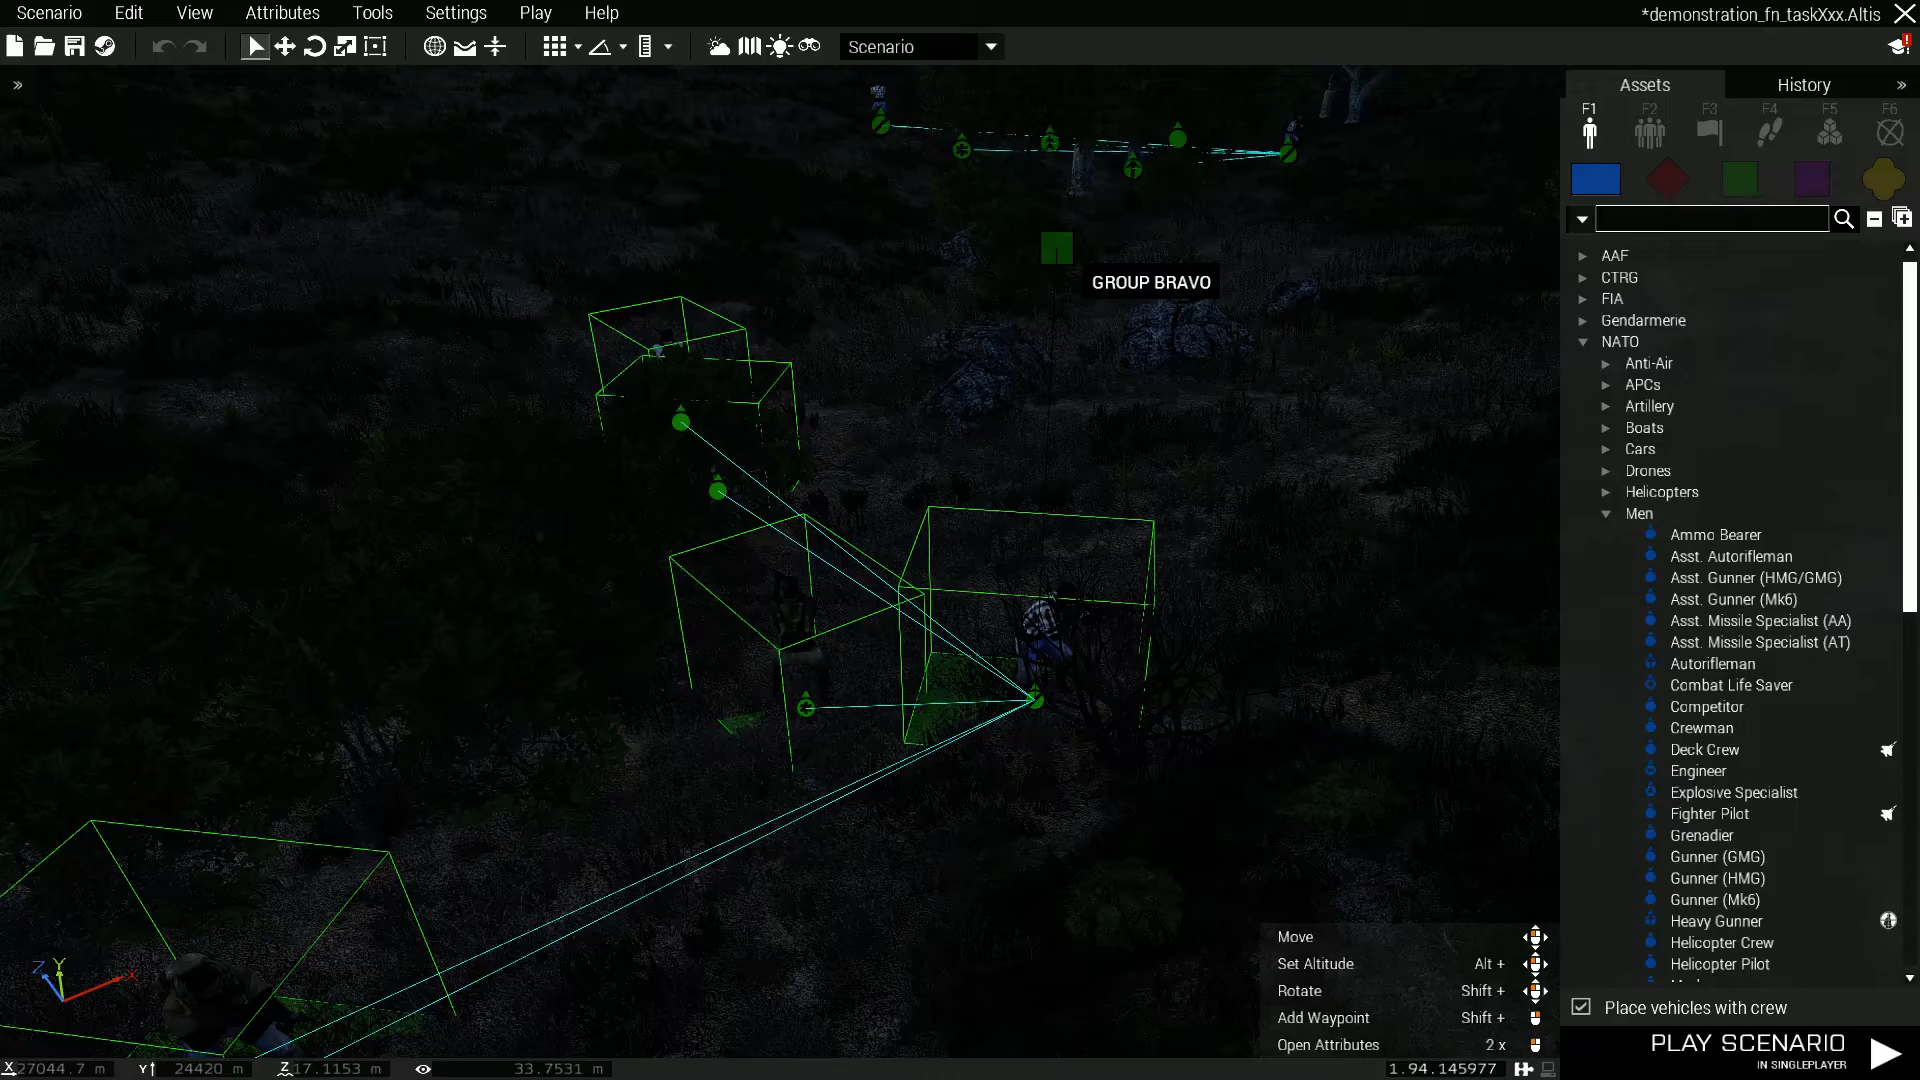 Scenario Edit View Attributes Tools Settings Play Help
*demonstration_fn_taskXxx.Altis
Scenario
Assets History
F1 F2 F3 F4 F5 F6
GROUP BRAVO
AAF
CTRG
FIA
Gendarmerie
NATO
Anti-Air
APCs
Artillery
Boats
Cars
Drones
Helicopters
Men
Ammo Bearer
Asst. Autorifleman
Asst. Gunner (HMG/GMG)
Asst. Gunner (Mk6)
Asst. Missile Specialist (AA)
Asst. Missile Specialist (AT)
Autorifleman
Combat Life Saver
Competitor
Crewman
Deck Crew
Engineer
Explosive Specialist
Fighter Pilot
Grenadier
Gunner (GMG)
Gunner (HMG)
Gunner (Mk6)
Heavy Gunner
Helicopter Crew
Helicopter Pilot
Move
Set Altitude Alt +
Rotate Shift +
Add Waypoint Shift +
Open Attributes 2 x
Z Y X
Place vehicles with crew
PLAY SCENARIO
IN SINGLEPLAYER
X 27044.7 m Y 24420 m Z 17.1153 m 33.7531 m 1.94.145977